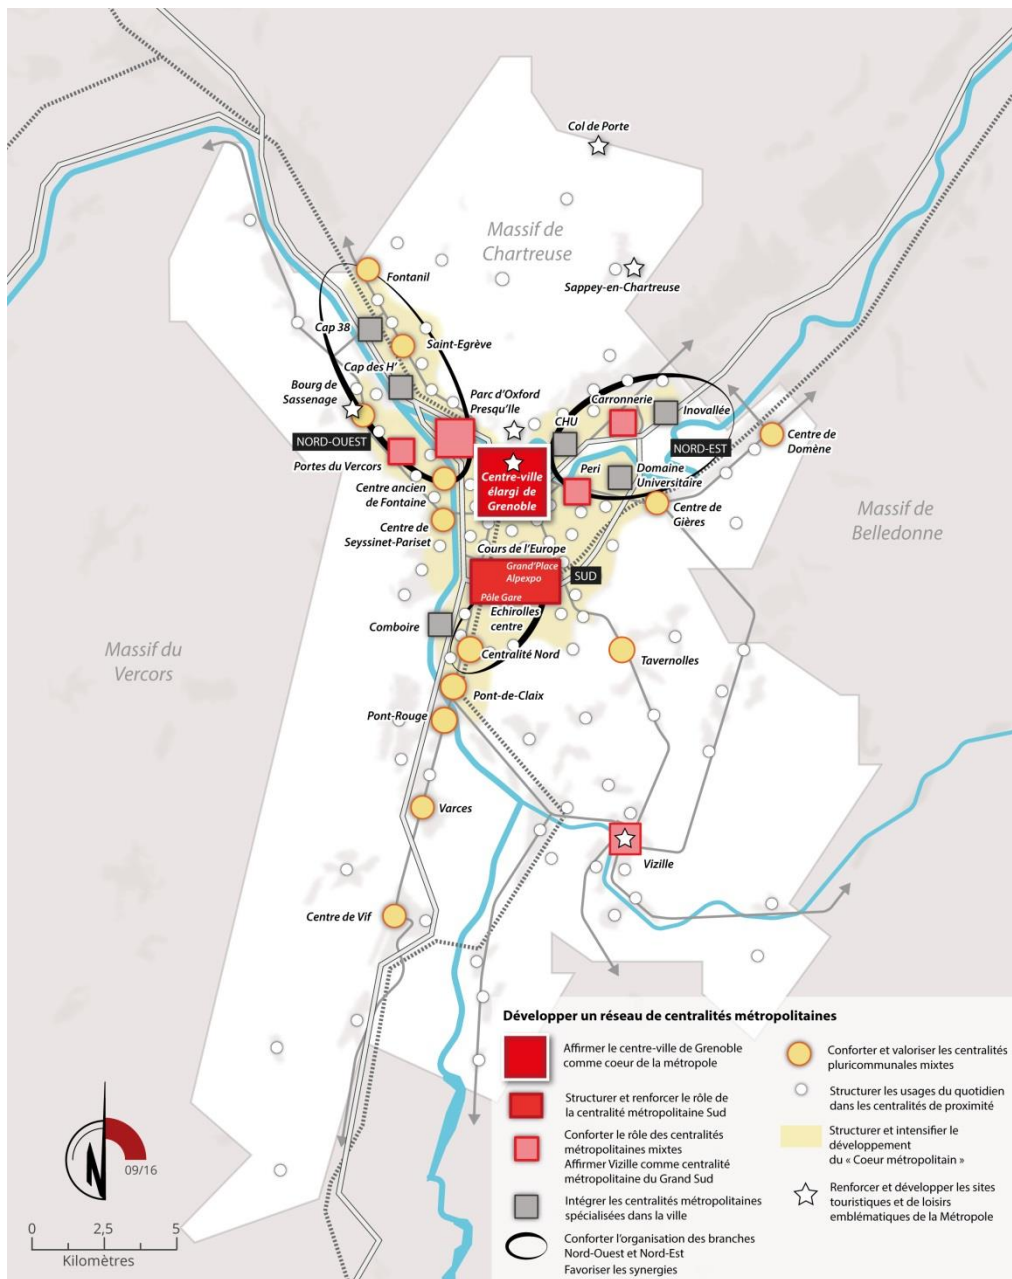 Col de Porte
Massif de
Chartreuse
Sappey-en-Chartreuse
Fontanil
Cap 38
Saint-Egrève
Cap des H’
Bourg de
Sassenage
Parc d’Oxford
Presqu’Ile
Carronnerie
Inovallée
CHU
NORD-OUEST
Portes du Vercors
NORD-EST
Centre de
Domène
Centre-ville
élargi de
Grenoble
Peri
Domaine
Universitaire
Centre ancien
de Fontaine
Centre de
Gières
Centre de
Seyssinet-Pariset
Massif de
Belledonne
Cours de l’Europe
Grand’Place
Alpexpo
SUD
Pôle Gare
Echirolles
centre
Comboire
Massif du
Vercors
Centralité Nord
Tavernolles
Pont-de-Claix
Pont-Rouge
Varces
Vizille
Centre de Vif
Développer un réseau de centralités métropolitaines
Affirmer le centre-ville de Grenoble
comme coeur de la métropole
Structurer et renforcer le rôle de
la centralité métropolitaine Sud
Conforter le rôle des centralités
métropolitaines mixtes
Affirmer Vizille comme centralité
métropolitaine du Grand Sud
Intégrer les centralités métropolitaines
spécialisées dans la ville
Conforter l’organisation des branches
Nord-Ouest et Nord-Est
Favoriser les synergies
Conforter et valoriser les centralités
pluricommunales mixtes
Structurer les usages du quotidien
dans les centralités de proximité
Structurer et intensifier le
développement
du « Coeur métropolitain »
Renforcer et développer les sites
touristiques et de loisirs
emblématiques de la Métropole
N
09/16
0 2,5 5
Kilomètres